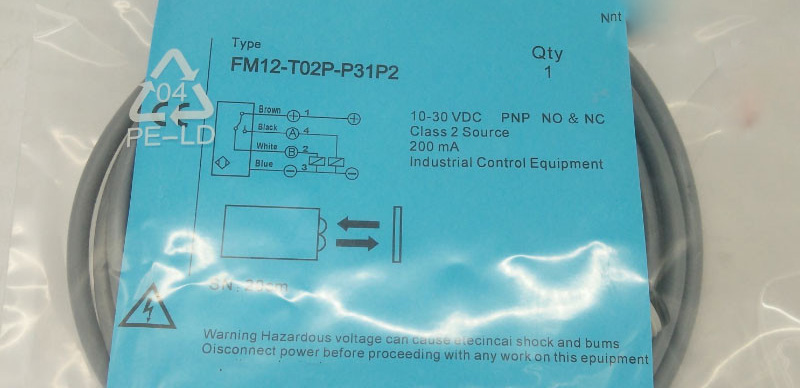 Nnt
Type
FM12-T02P-P31P2
Qty
1
04
CE
PE-LD
Brown 1 +
Black A 4
White B 2
Blue 3
10-30 VDC PNP NO & NC
Class 2 Source
200 mA
Industrial Control Equipment
SN:
Warning Hazardous voltage can cause etecincai shock and bums
Oisconnect power before proceeding with any work on this epuipment